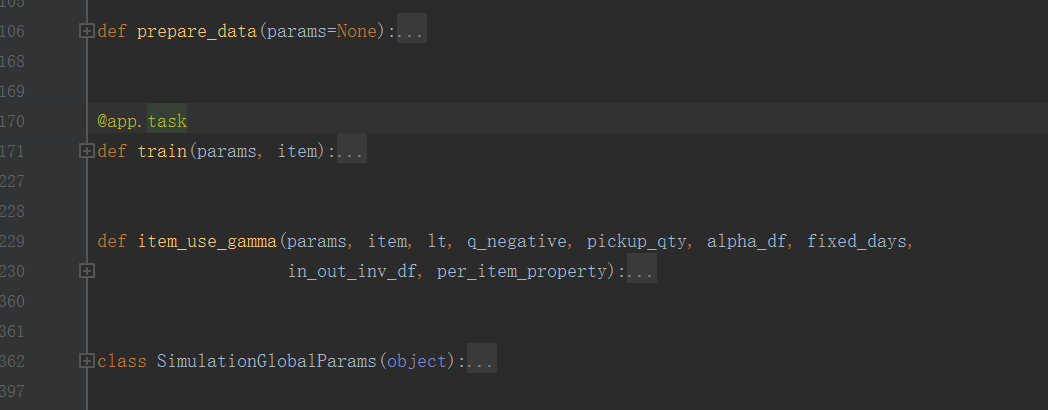 105
106 def prepare_data(params=None):...
168
169
170 @app.task
171 def train(params, item):...
227
228
229 def item_use_gamma(params, item, lt, q_negative, pickup_qty, alpha_df, fixed_days,
230 in_out_inv_df, per_item_property):...
360
361
362 class SimulationGlobalParams(object):...
397